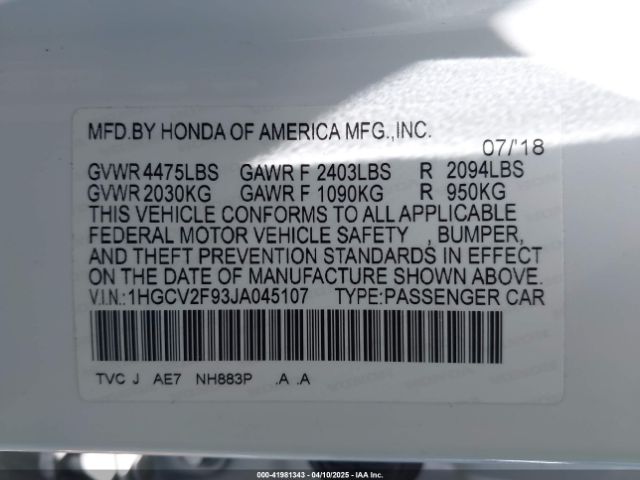 MFD.BY HONDA OF AMERICA MFG.,INC.
07/'18
GVWR 4475LBS GAWR F 2403LBS R 2094LBS
GVWR 2030KG GAWR F 1090KG R 950KG
THIS VEHICLE CONFORMS TO ALL APPLICABLE
FEDERAL MOTOR VEHICLE SAFETY , BUMPER,
AND THEFT PREVENTION STANDARDS IN EFFECT
ON THE DATE OF MANUFACTURE SHOWN ABOVE.
V.I.N.:1HGCV2F93JA045107 TYPE:PASSENGER CAR
TVC J AE7 NH883P .A .A
000-41981343 — 04/10/2025 — IAA Inc.